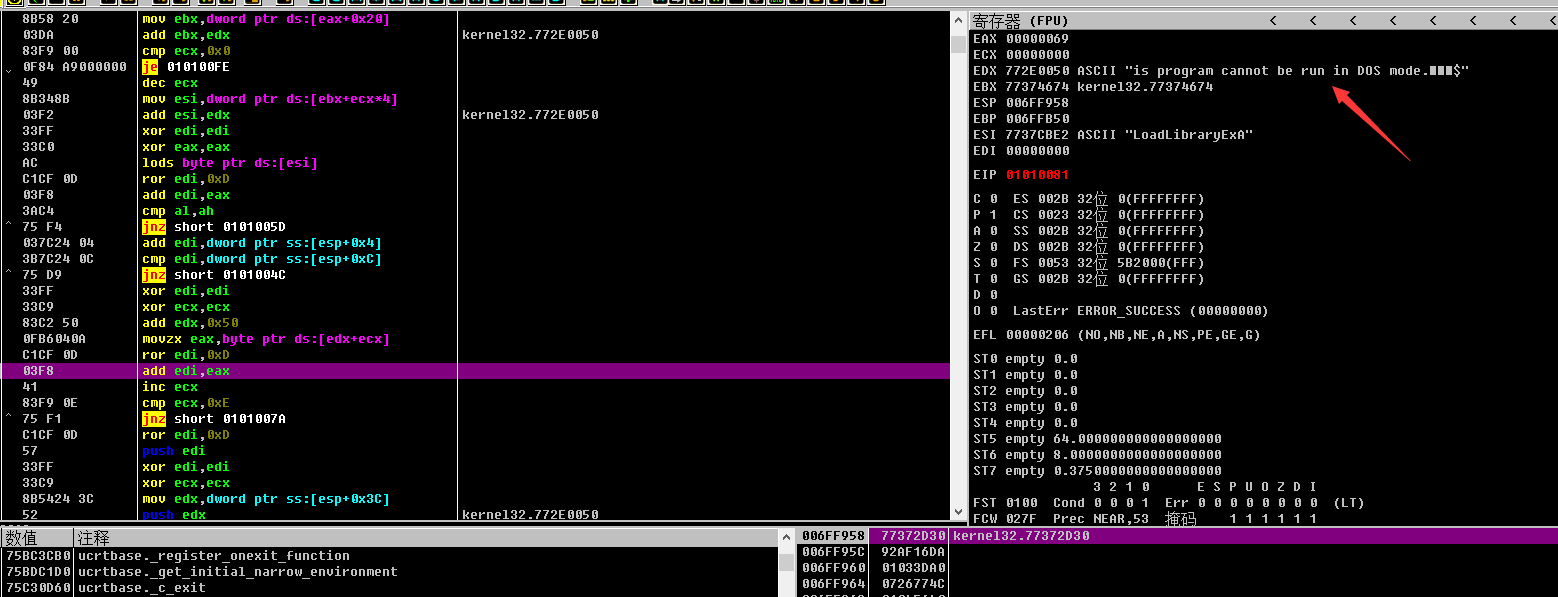 8B58 20 mov ebx,dword ptr ds:[eax+0x20]
03DA add ebx,edx kernel32.772E0050
83F9 00 cmp ecx,0x0
0F84 A9000000 je 010100FE
49 dec ecx
8B348B mov esi,dword ptr ds:[ebx+ecx*4]
03F2 add esi,edx kernel32.772E0050
33FF xor edi,edi
33C0 xor eax,eax
AC lods byte ptr ds:[esi]
C1CF 0D ror edi,0xD
03F8 add edi,eax
3AC4 cmp al,ah
^ 75 F4 jnz short 0101005D
037C24 04 add edi,dword ptr ss:[esp+0x4]
3B7C24 0C cmp edi,dword ptr ss:[esp+0xC]
^ 75 D9 jnz short 0101004C
33FF xor edi,edi
33C9 xor ecx,ecx
83C2 50 add edx,0x50
0FB6040A movzx eax,byte ptr ds:[edx+ecx]
C1CF 0D ror edi,0xD
03F8 add edi,eax
41 inc ecx
83F9 0E cmp ecx,0xE
^ 75 F1 jnz short 0101007A
C1CF 0D ror edi,0xD
57 push edi
33FF xor edi,edi
33C9 xor ecx,ecx
8B5424 3C mov edx,dword ptr ss:[esp+0x3C]
52 push edx kernel32.772E0050
寄存器 (FPU) < < < < < < < <
EAX 00000069
ECX 00000000
EDX 772E0050 ASCII "is program cannot be run in DOS mode.■■■$"
EBX 77374674 kernel32.77374674
ESP 006FF958
EBP 006FFB50
ESI 7737CBE2 ASCII "LoadLibraryExA"
EDI 00000000
EIP 01010081
C 0 ES 002B 32位 0(FFFFFFFF)
P 1 CS 0023 32位 0(FFFFFFFF)
A 0 SS 002B 32位 0(FFFFFFFF)
Z 0 DS 002B 32位 0(FFFFFFFF)
S 0 FS 0053 32位 5B2000(FFF)
T 0 GS 002B 32位 0(FFFFFFFF)
D 0
O 0 LastErr ERROR_SUCCESS (00000000)
EFL 00000206 (NO,NB,NE,A,NS,PE,GE,G)
ST0 empty 0.0
ST1 empty 0.0
ST2 empty 0.0
ST3 empty 0.0
ST4 empty 0.0
ST5 empty 64.000000000000000000
ST6 empty 8.0000000000000000000
ST7 empty 0.3750000000000000000
3 2 1 0 E S P U O Z D I
FST 0100 Cond 0 0 0 1 Err 0 0 0 0 0 0 0 0 (LT)
FCW 027F Prec NEAR,53 掩码 1 1 1 1 1 1
数值 注释
75BC3CB0 ucrtbase._register_onexit_function
75BDC1D0 ucrtbase._get_initial_narrow_environment
75C30D60 ucrtbase._c_exit
006FF958 77372D30 kernel32.77372D30
006FF95C 92AF16DA
006FF960 01033DA0
006FF964 0726774C